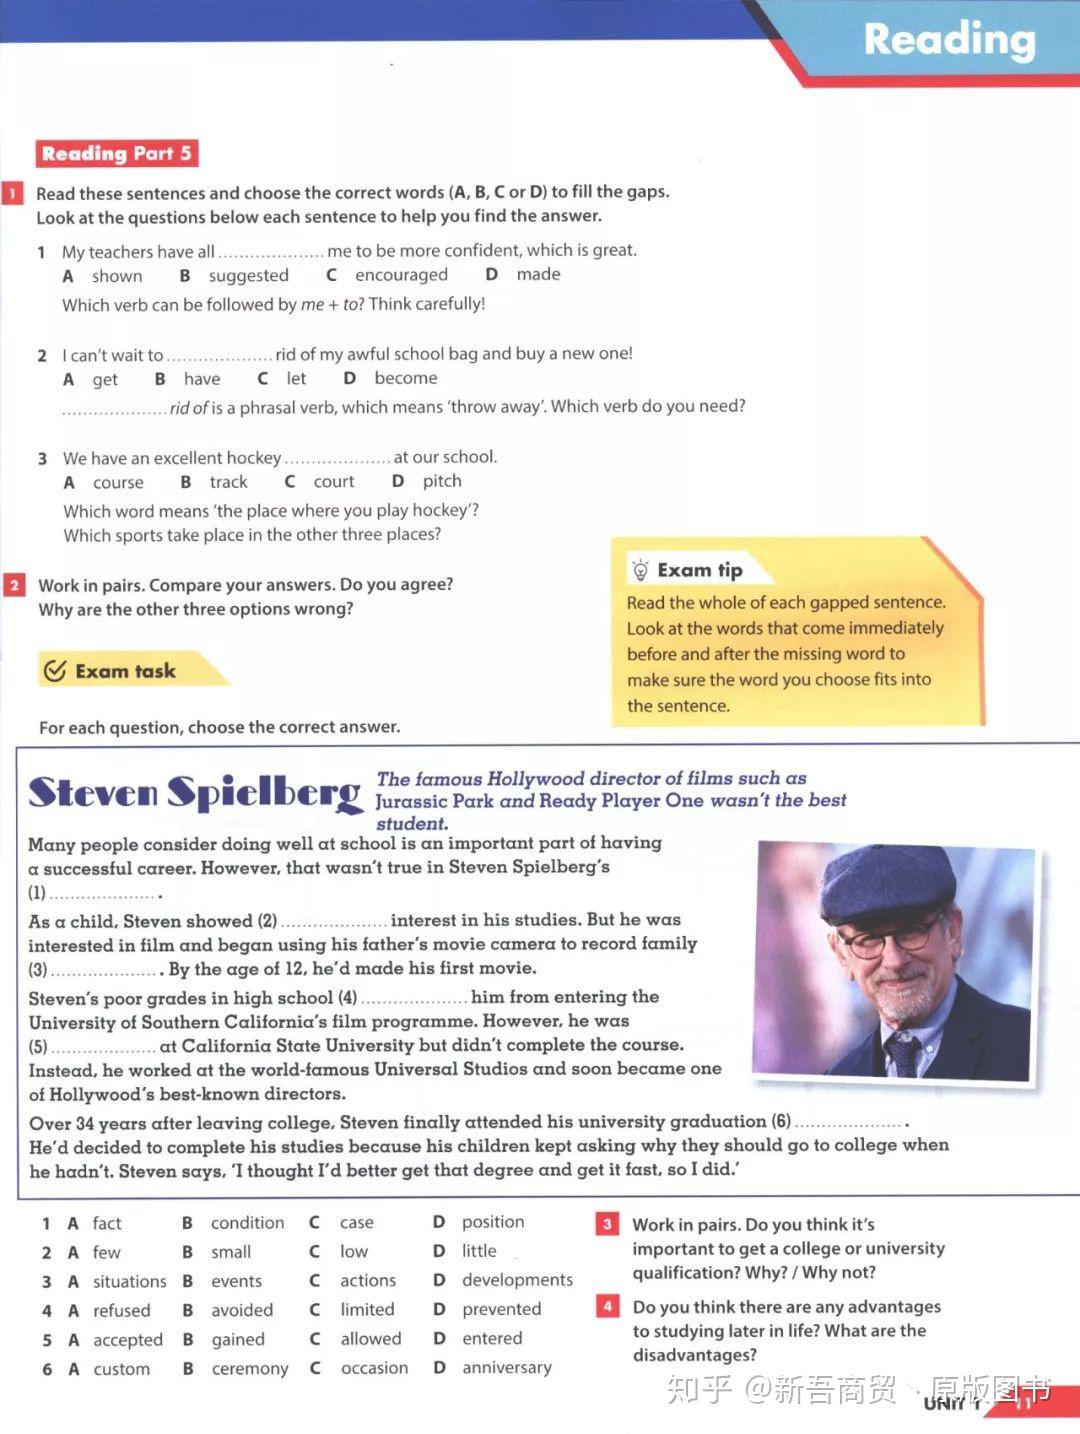 Reading
Reading Part 5
1 Read these sentences and choose the correct words (A, B, C or D) to fill the gaps.
Look at the questions below each sentence to help you find the answer.
1 My teachers have all .................... me to be more confident, which is great.
A shown B suggested C encouraged D made
Which verb can be followed by me + to? Think carefully!
2 I can't wait to .................... rid of my awful school bag and buy a new one!
A get B have C let D become
.................... rid of is a phrasal verb, which means 'throw away'. Which verb do you need?
3 We have an excellent hockey .................... at our school.
A course B track C court D pitch
Which word means 'the place where you play hockey'?
Which sports take place in the other three places?
2 Work in pairs. Compare your answers. Do you agree?
Why are the other three options wrong?
Exam tip
Read the whole of each gapped sentence.
Look at the words that come immediately
before and after the missing word to
make sure the word you choose fits into
the sentence.
Exam task
For each question, choose the correct answer.
Steven Spielberg
The famous Hollywood director of films such as
Jurassic Park and Ready Player One wasn't the best
student.
Many people consider doing well at school is an important part of having
a successful career. However, that wasn't true in Steven Spielberg's
(1) .................... .
As a child, Steven showed (2) .................... interest in his studies. But he was
interested in film and began using his father's movie camera to record family
(3) .................... . By the age of 12, he'd made his first movie.
Steven's poor grades in high school (4) .................... him from entering the
University of Southern California's film programme. However, he was
(5) .................... at California State University but didn't complete the course.
Instead, he worked at the world-famous Universal Studios and soon became one
of Hollywood's best-known directors.
Over 34 years after leaving college, Steven finally attended his university graduation (6) .................... .
He'd decided to complete his studies because his children kept asking why they should go to college when
he hadn't. Steven says, 'I thought I'd better get that degree and get it fast, so I did.'
1 A fact B condition C case D position
2 A few B small C low D little
3 A situations B events C actions D developments
4 A refused B avoided C limited D prevented
5 A accepted B gained C allowed D entered
6 A custom B ceremony C occasion D anniversary
3 Work in pairs. Do you think it's
important to get a college or university
qualification? Why? / Why not?
4 Do you think there are any advantages
to studying later in life? What are the
disadvantages?
知乎 @新吾商贸丶原版图书
UNIT 1 11